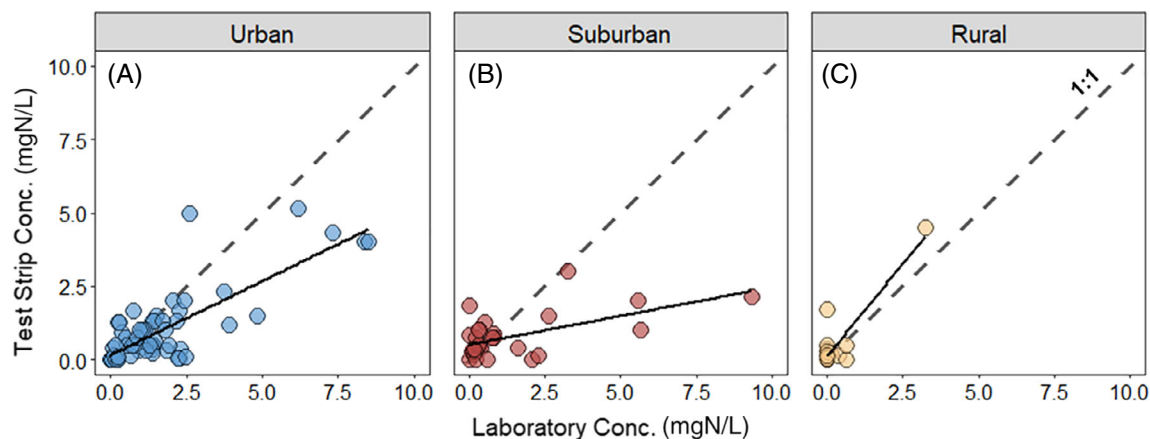 Urban
Suburban
Rural
(A)
(B)
(C)
1:1
Test Strip Conc. (mgN/L)
10.0
7.5
5.0
2.5
0.0
0.0 2.5 5.0 7.5 10.0
0.0 2.5 5.0 7.5 10.0
0.0 2.5 5.0 7.5 10.0
Laboratory Conc. (mgN/L)